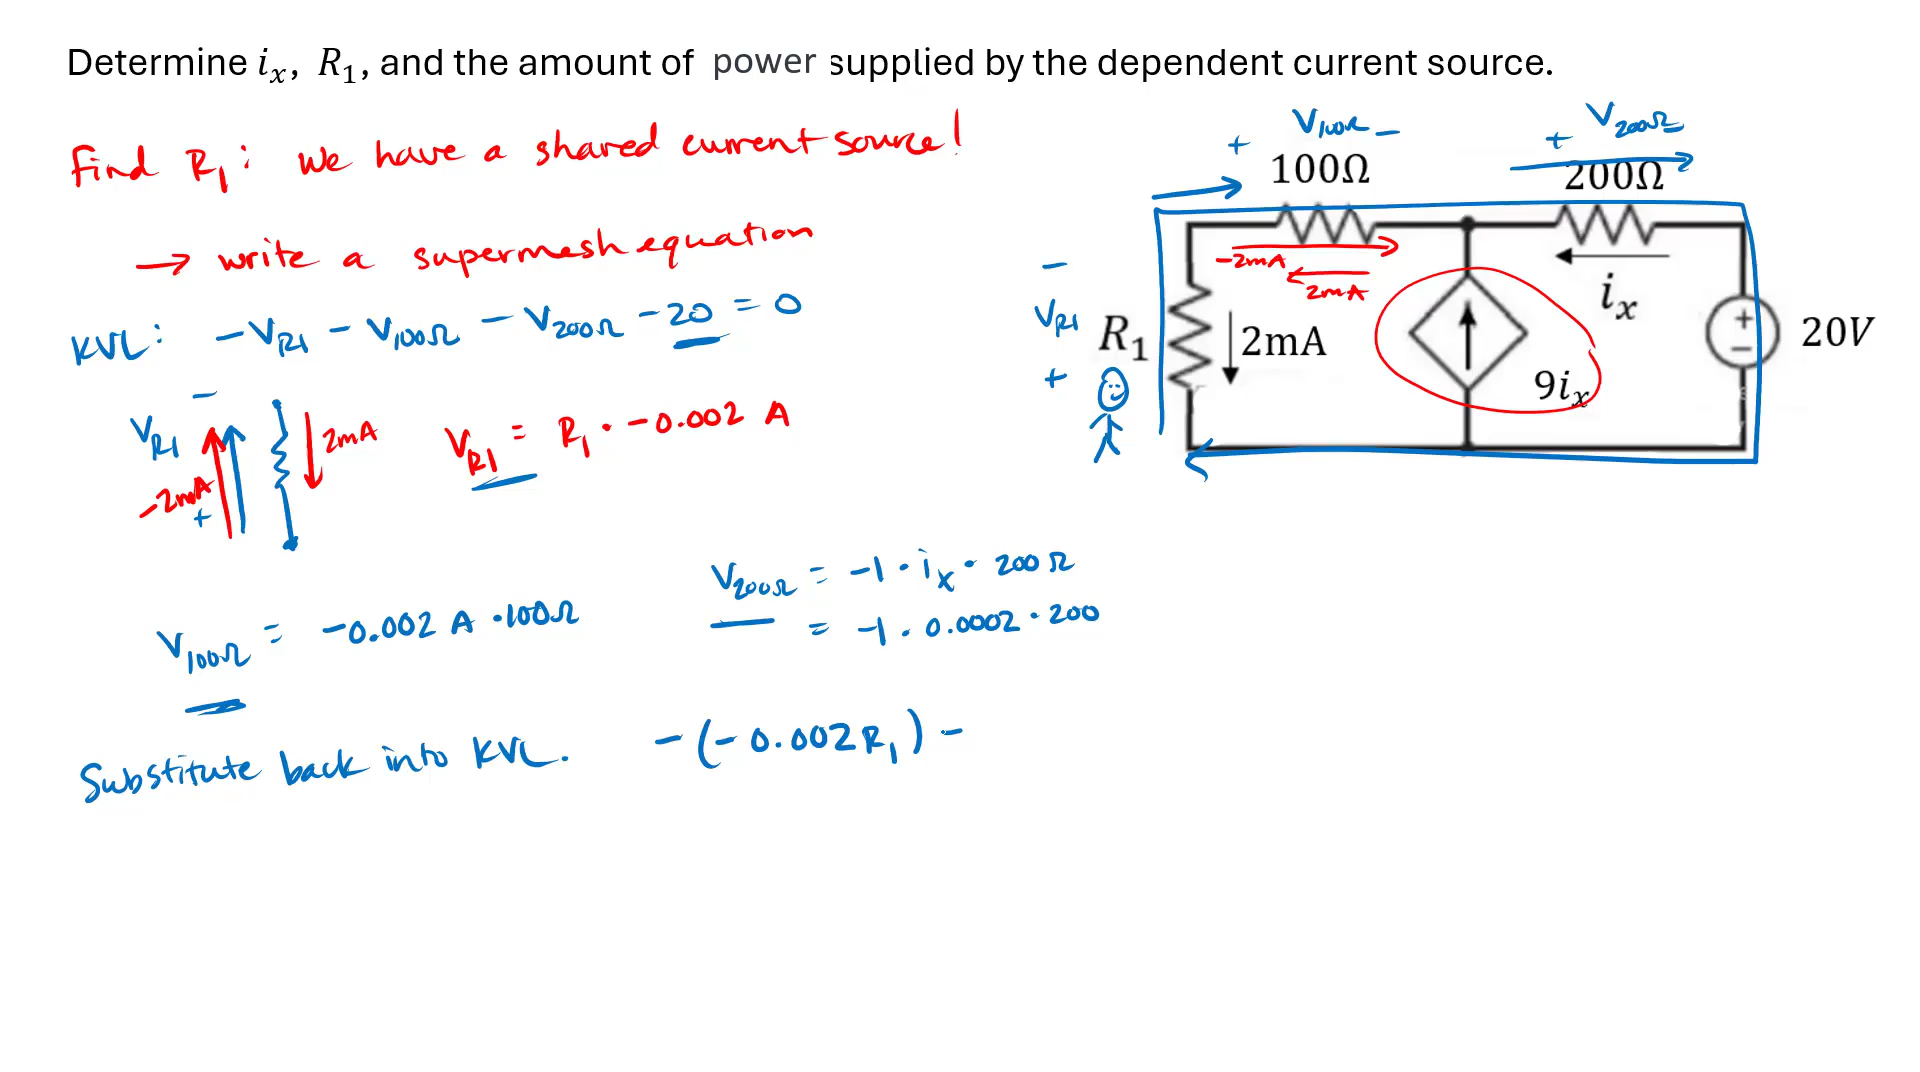 Determine iₓ, R₁, and the amount of power supplied by the dependent current source.
Find R₁: We have a shared current source!
→ write a supermesh equation
KVL: -V_R1 - V_100Ω - V_200Ω - 20 = 0
V_R1 - + -2mA 2mA
V_R1 = R₁ · -0.002 A
V_200Ω = -1 · iₓ · 200Ω
= -1 · 0.0002 · 200
V_100Ω = -0.002 A · 100Ω
Substitute back into KVL. -(-0.002R₁) -
+ V_100Ω -
+ V_200Ω
100Ω
200Ω
-2mA
2mA
iₓ
- V_R1 +
R₁
2mA
9iₓ
+ -
20V